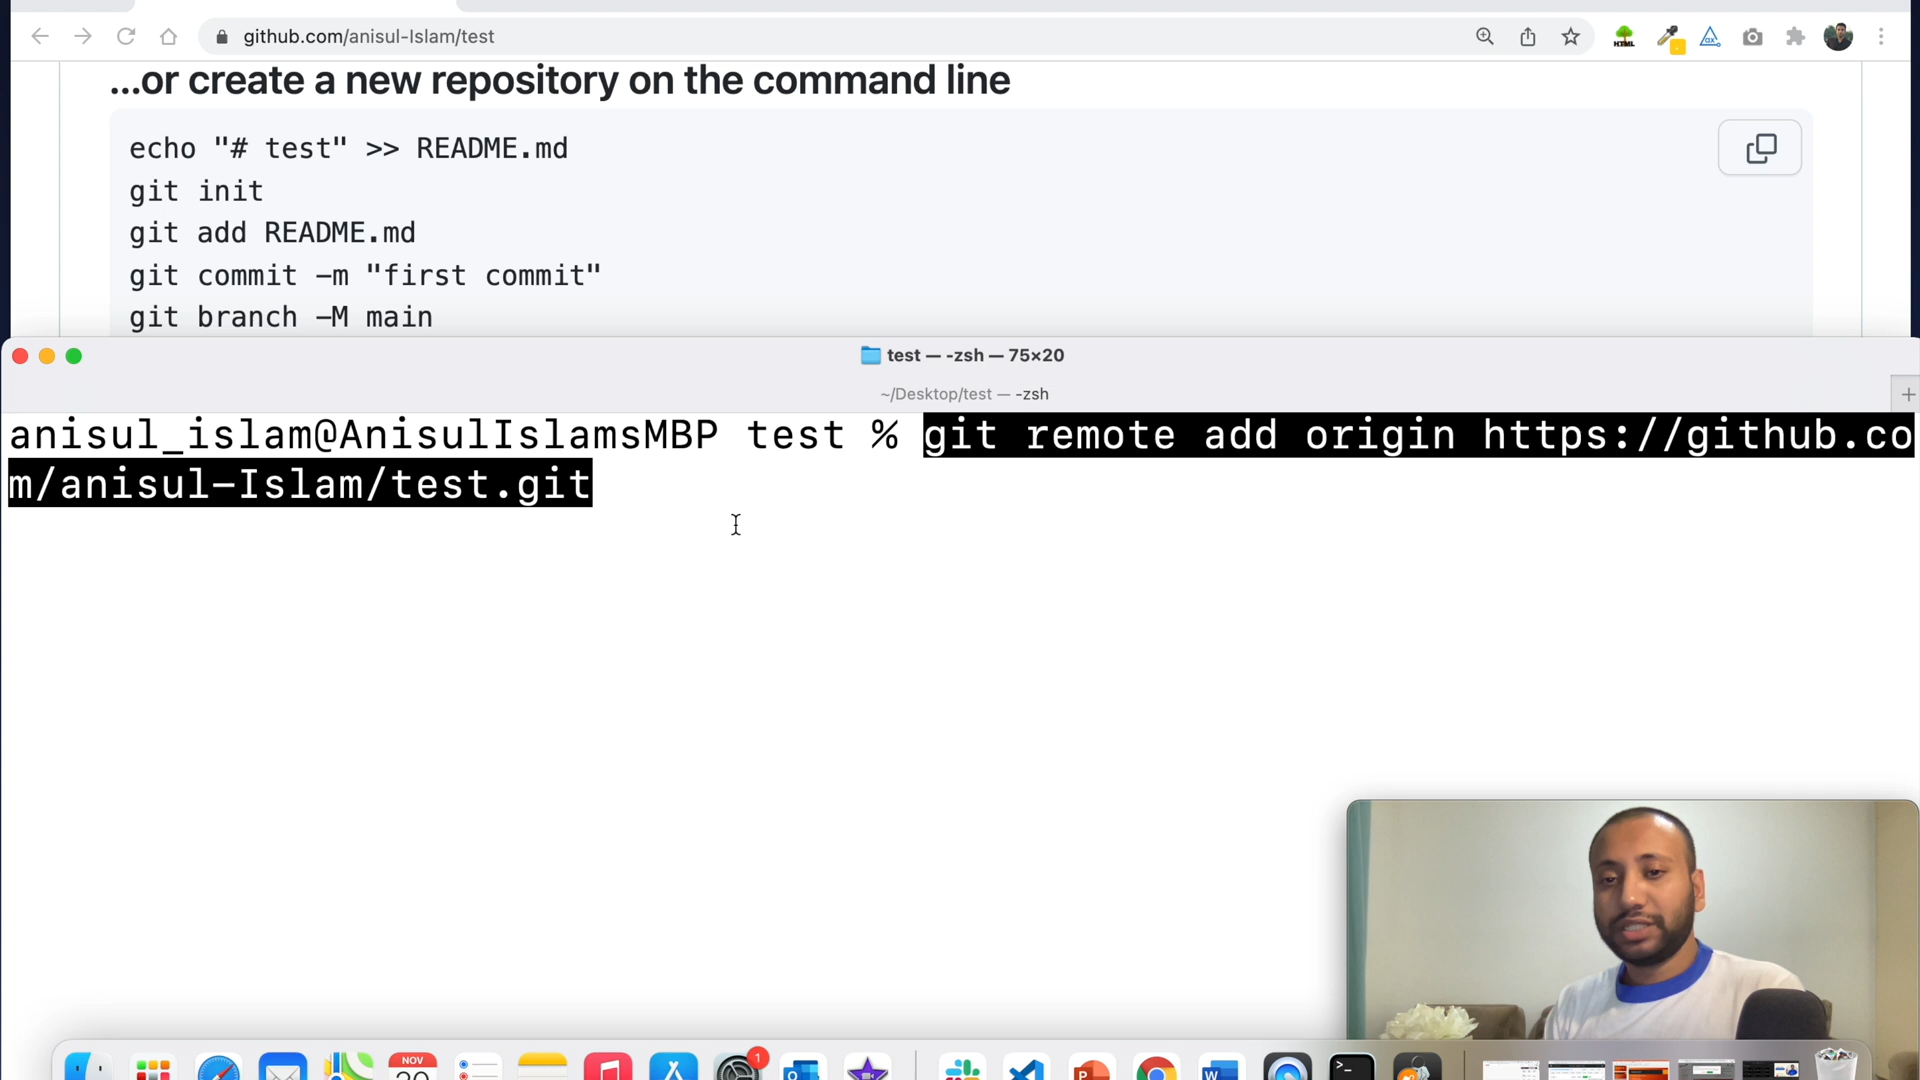 github.com/anisul-Islam/test
...or create a new repository on the command line
echo "# test" >> README.md
git init
git add README.md
git commit -m "first commit"
git branch -M main
test — -zsh — 75×20
~/Desktop/test — -zsh
anisul_islam@AnisulIslamsMBP test % git remote add origin https://github.co
m/anisul-Islam/test.git
NOV
1